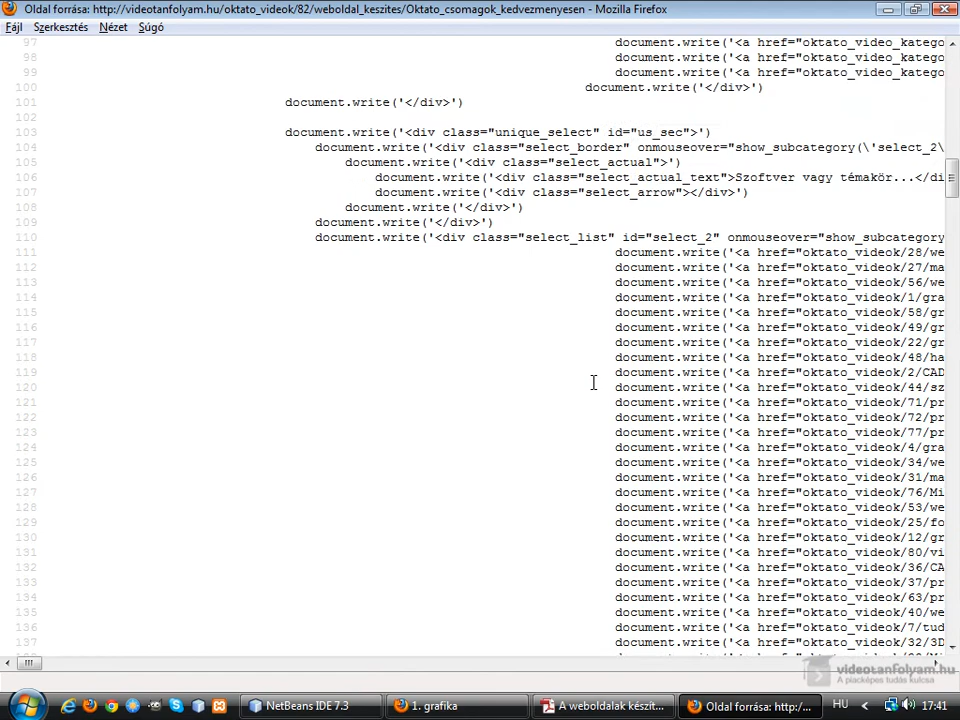 Oldal forrása: http://videotanfolyam.hu/oktato_videok/82/weboldal_keszites/Oktato_csomagok_kedvezmenyesen - Mozilla Firefox
Fájl Szerkesztés Nézet Súgó
97 document.write('<a href="oktato_video_katego
98 document.write('<a href="oktato_video_katego
99 document.write('<a href="oktato_video_katego
100 document.write('</div>')
101 document.write('</div>')
102
103 document.write('<div class="unique_select" id="us_sec">')
104 document.write('<div class="select_border" onmouseover="show_subcategory(\'select_2\
105 document.write('<div class="select_actual">')
106 document.write('<div class="select_actual_text">Szoftver vagy témakör...</di
107 document.write('<div class="select_arrow"></div>')
108 document.write('</div>')
109 document.write('</div>')
110 document.write('<div class="select_list" id="select_2" onmouseover="show_subcategory
111 document.write('<a href="oktato_videok/28/we
112 document.write('<a href="oktato_videok/27/ma
113 document.write('<a href="oktato_videok/56/we
114 document.write('<a href="oktato_videok/1/gra
115 document.write('<a href="oktato_videok/58/gr
116 document.write('<a href="oktato_videok/49/gr
117 document.write('<a href="oktato_videok/22/gr
118 document.write('<a href="oktato_videok/48/ha
119 document.write('<a href="oktato_videok/2/CAD
120 document.write('<a href="oktato_videok/44/sz
121 document.write('<a href="oktato_videok/71/pr
122 document.write('<a href="oktato_videok/72/pr
123 document.write('<a href="oktato_videok/77/pr
124 document.write('<a href="oktato_videok/4/gra
125 document.write('<a href="oktato_videok/34/we
126 document.write('<a href="oktato_videok/31/ma
127 document.write('<a href="oktato_videok/76/Mi
128 document.write('<a href="oktato_videok/53/we
129 document.write('<a href="oktato_videok/25/fo
130 document.write('<a href="oktato_videok/12/gr
131 document.write('<a href="oktato_videok/80/vi
132 document.write('<a href="oktato_videok/36/CA
133 document.write('<a href="oktato_videok/37/pr
134 document.write('<a href="oktato_videok/63/pr
135 document.write('<a href="oktato_videok/40/we
136 document.write('<a href="oktato_videok/7/tud
137 document.write('<a href="oktato_videok/32/3D
videotanfolyam.hu
A piacképes tudás kulcsa
NetBeans IDE 7.3 1. grafika A weboldalak készít... Oldal forrása: http:/... HU 17:41